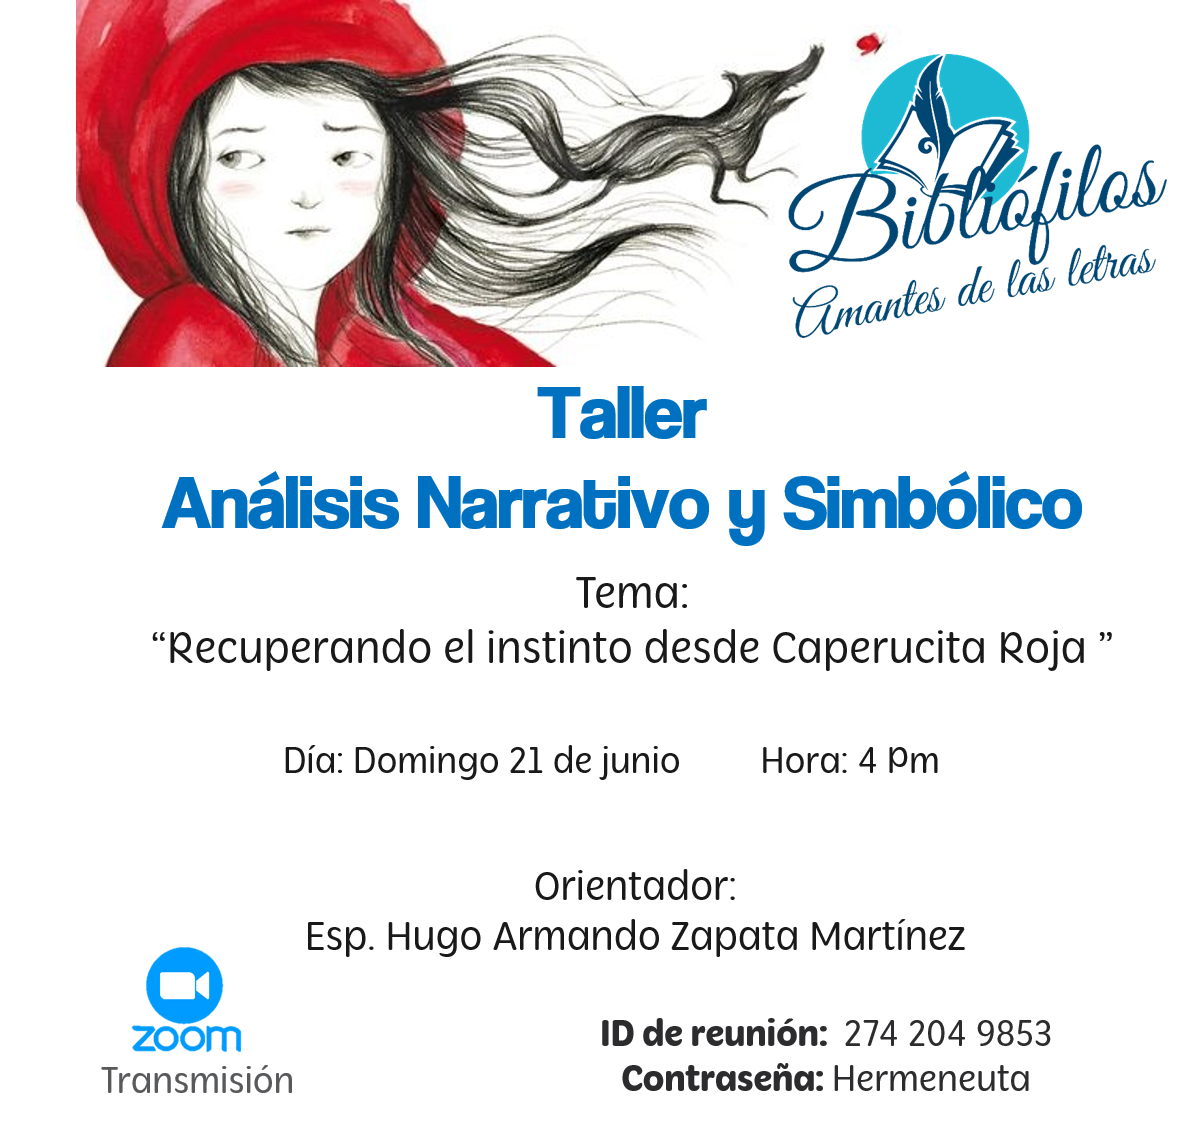 Bibliófilos
Amantes de las letras
Taller
Análisis Narrativo y Simbólico
Tema:
“Recuperando el instinto desde Caperucita Roja ”
Día: Domingo 21 de junio Hora: 4 pm
Orientador:
Esp. Hugo Armando Zapata Martínez
zoom
Transmisión
ID de reunión: 274 204 9853
Contraseña: Hermeneuta